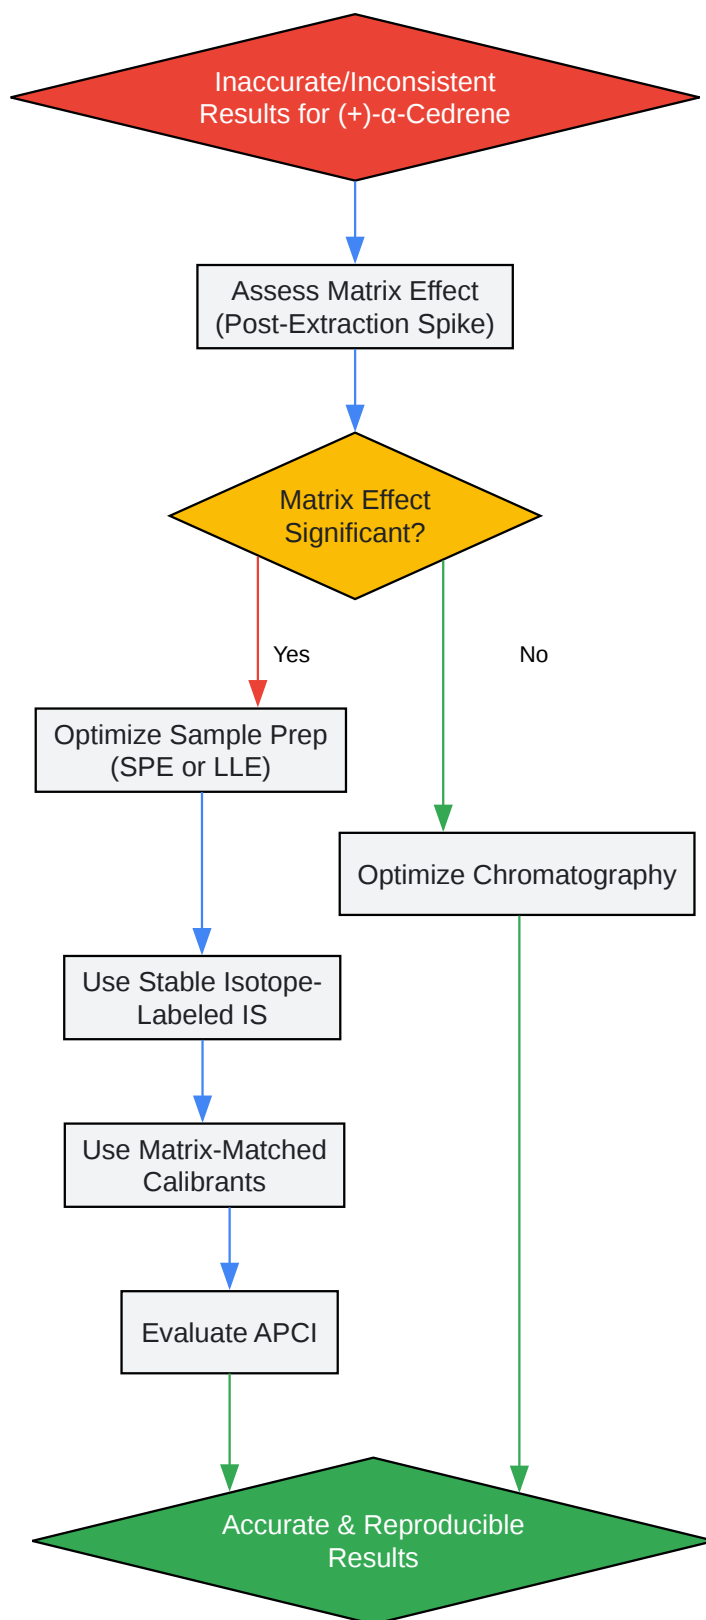 Inaccurate/Inconsistent
Results for (+)-α-Cedrene
Assess Matrix Effect
(Post-Extraction Spike)
Matrix Effect
Significant?
Yes
No
Optimize Sample Prep
(SPE or LLE)
Optimize Chromatography
Use Stable Isotope-
Labeled IS
Use Matrix-Matched
Calibrants
Evaluate APCI
Accurate & Reproducible
Results